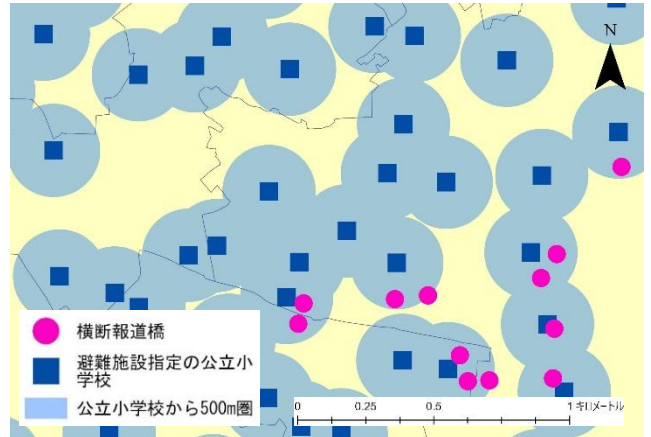 N
横断報道橋
避難施設指定の公立小
学校
公立小学校から500m圏
0 0.25 0.5 1 キロメートル